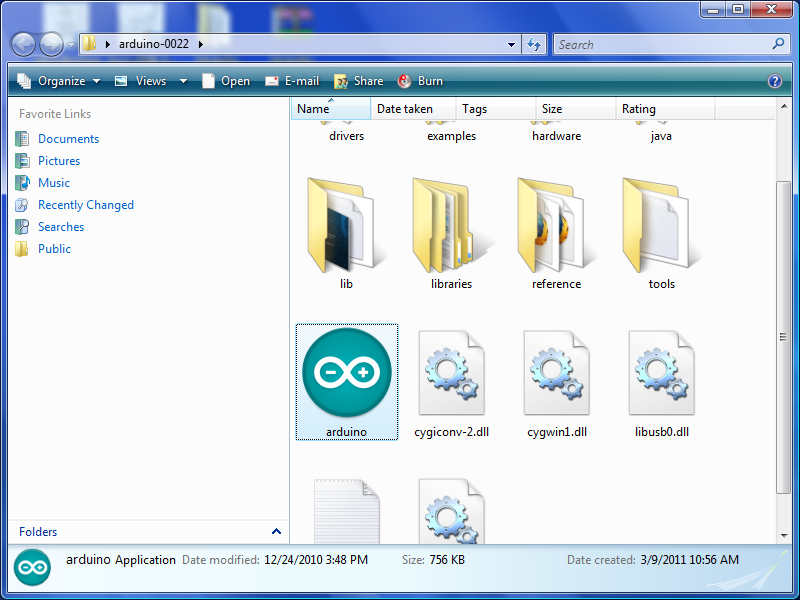 arduino-0022
Search
Organize Views Open E-mail Share Burn
Favorite Links
Documents
Pictures
Music
Recently Changed
Searches
Public
Folders
Name Date taken Tags Size Rating
drivers examples hardware java
lib libraries reference tools
arduino cygiconv-2.dll cygwin1.dll libusb0.dll
arduino Application Date modified: 12/24/2010 3:48 PM Size: 756 KB Date created: 3/9/2011 10:56 AM